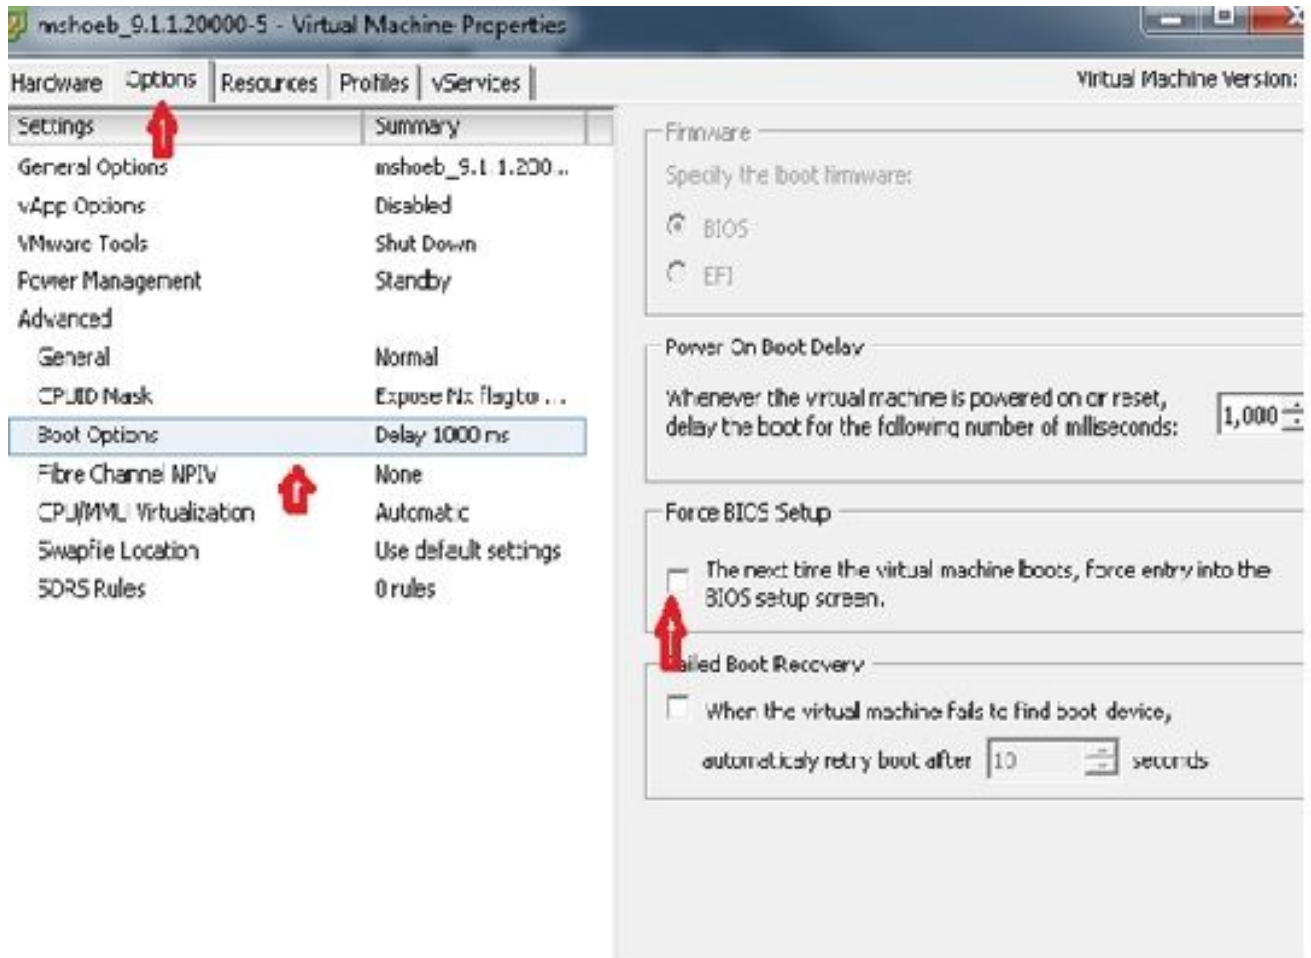 mshoeb_9.1.1.20000-5 - Virtual Machine Properties
Hardware Options Resources Profiles vServices
Virtual Machine Version:
Settings Summary
General Options mshoeb_9.1.1.200...
vApp Options Disabled
VMware Tools Shut Down
Power Management Standby
Advanced
General Normal
CPUID Mask Expose Nx flag to ...
Boot Options Delay 1000 ms
Fibre Channel NPIV None
CPU/MMU Virtualization Automatic
Swapfile Location Use default settings
SDRS Rules 0 rules
Firmware
Specify the boot firmware:
BIOS
EFI
Power On Boot Delay
Whenever the virtual machine is powered on or reset,
delay the boot for the following number of milliseconds:
1,000
Force BIOS Setup
The next time the virtual machine boots, force entry into the
BIOS setup screen.
Failed Boot Recovery
When the virtual machine fails to find boot device,
automatically retry boot after 10 seconds